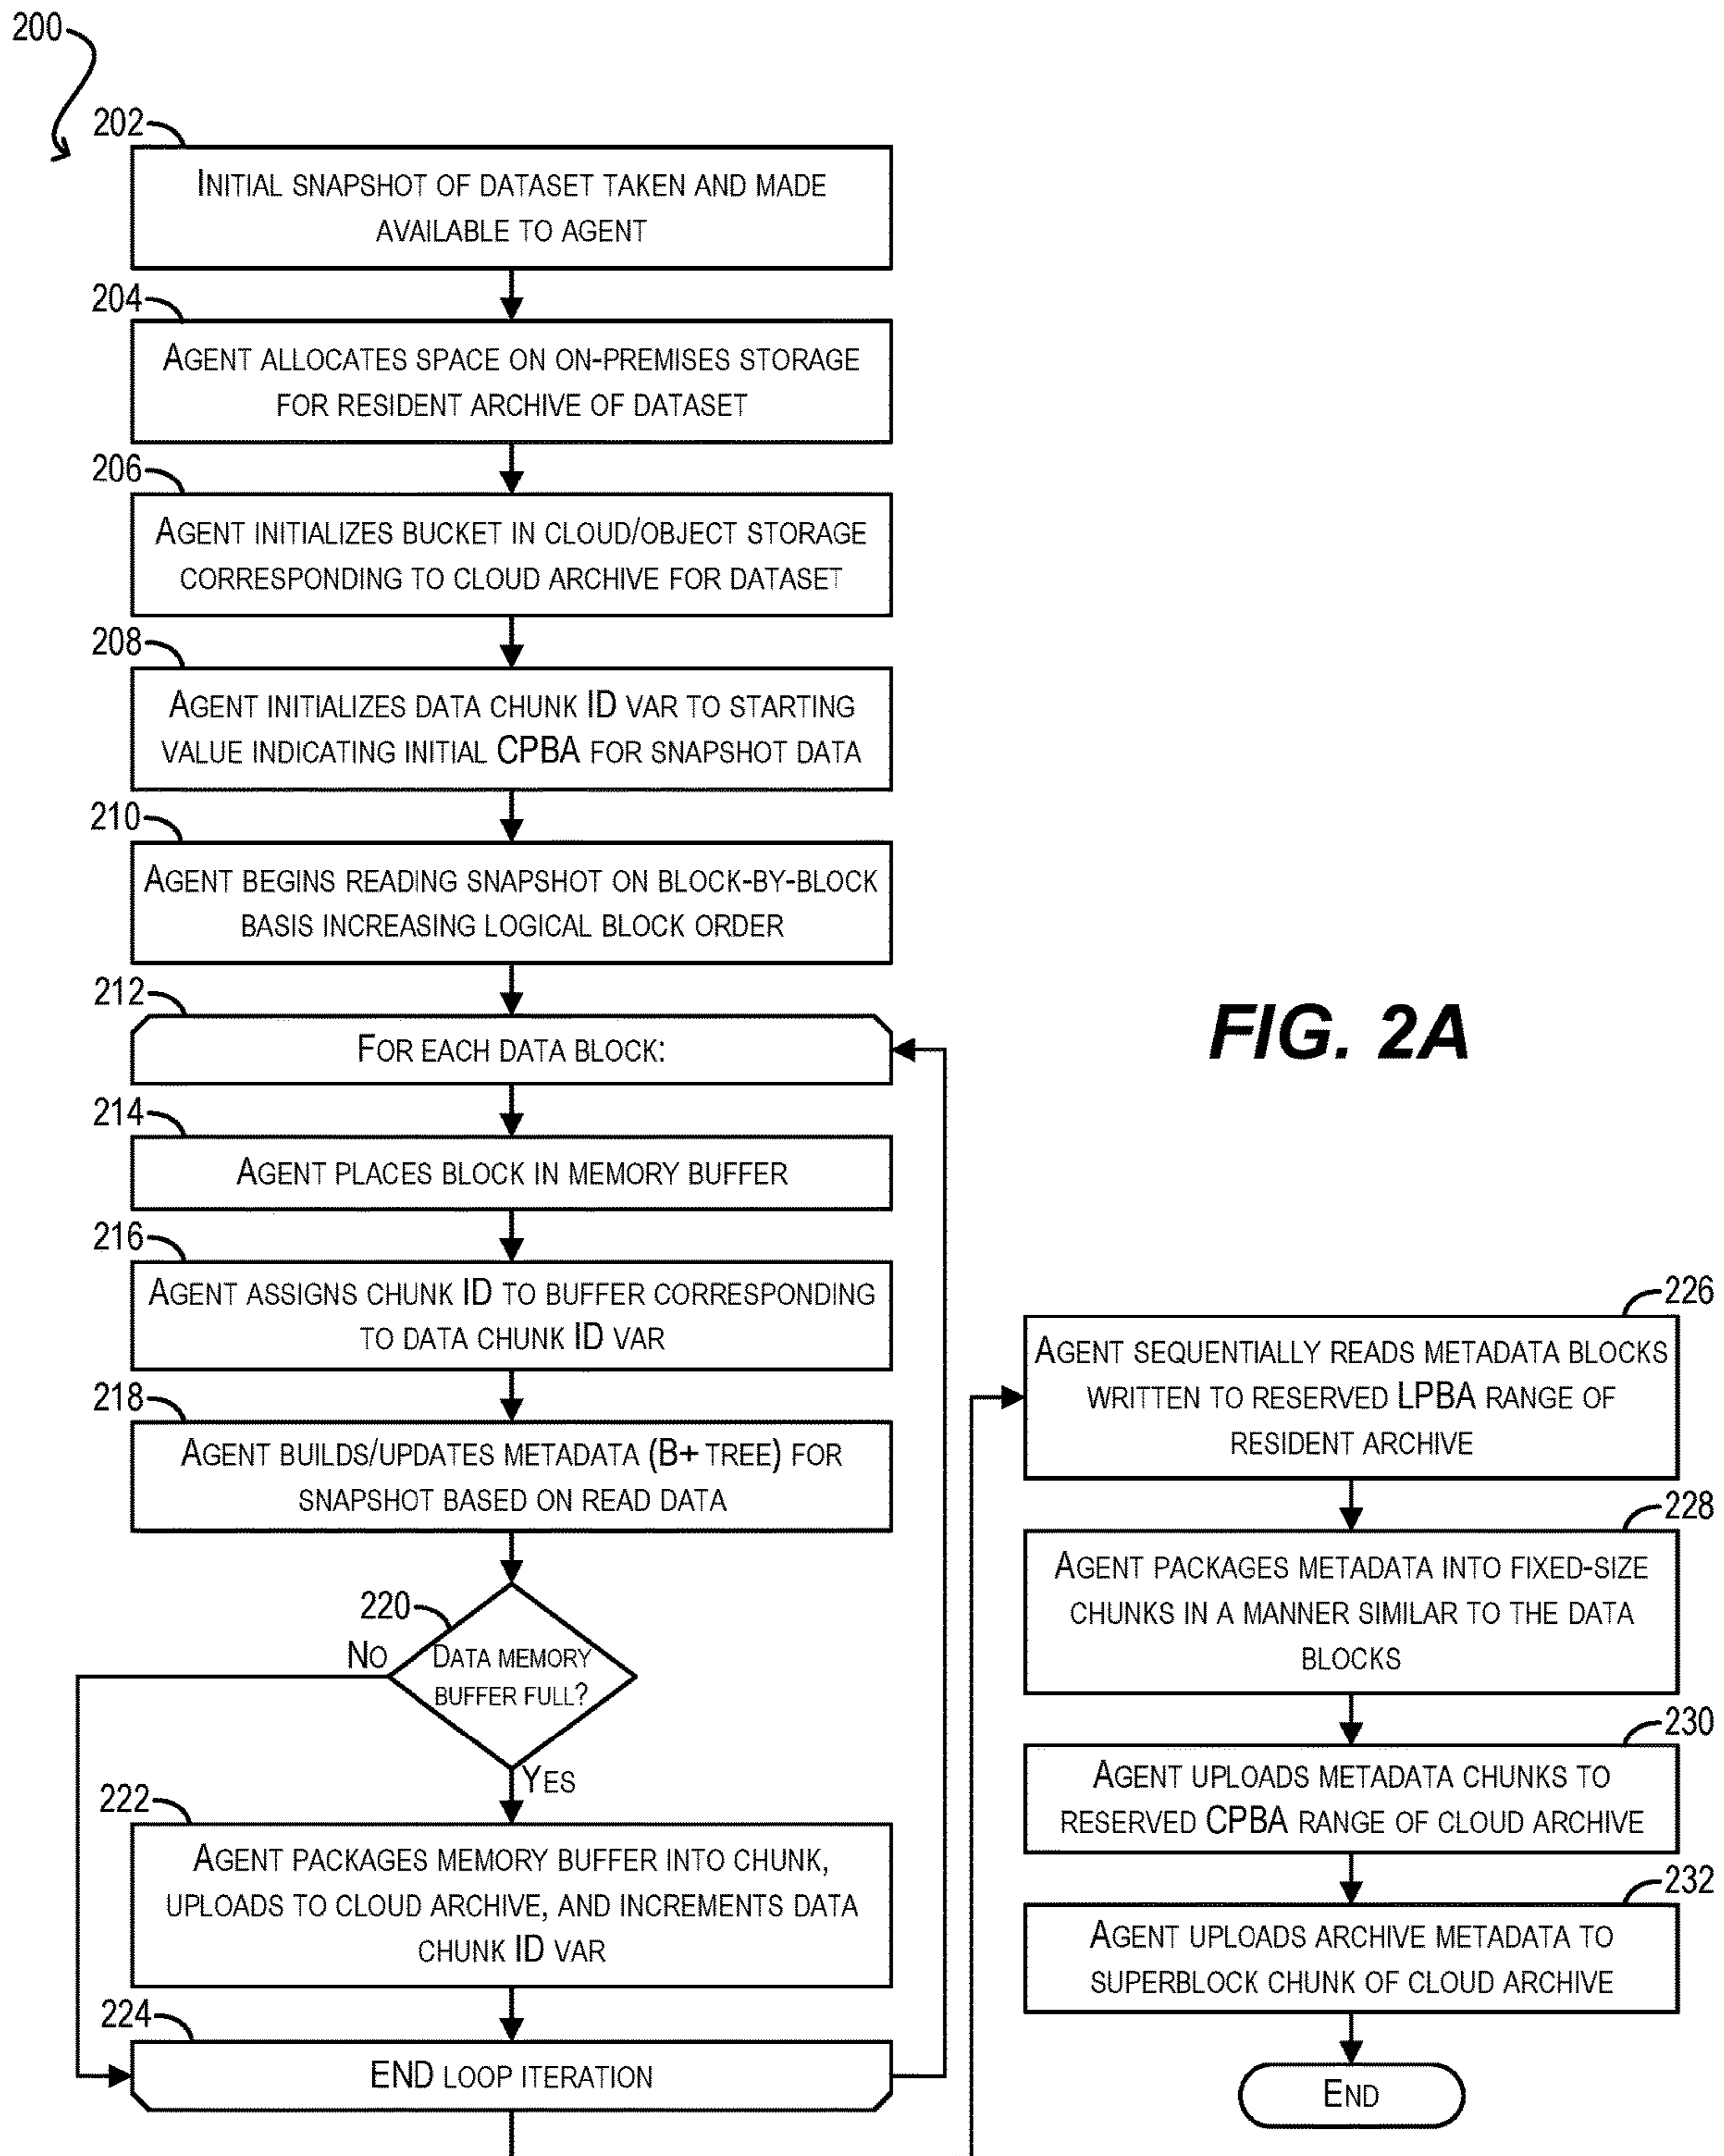 200
202
INITIAL SNAPSHOT OF DATASET TAKEN AND MADE
AVAILABLE TO AGENT
204
AGENT ALLOCATES SPACE ON ON-PREMISES STORAGE
FOR RESIDENT ARCHIVE OF DATASET
206
AGENT INITIALIZES BUCKET IN CLOUD/OBJECT STORAGE
CORRESPONDING TO CLOUD ARCHIVE FOR DATASET
208
AGENT INITIALIZES DATA CHUNK ID VAR TO STARTING
VALUE INDICATING INITIAL CPBA FOR SNAPSHOT DATA
210
AGENT BEGINS READING SNAPSHOT ON BLOCK-BY-BLOCK
BASIS INCREASING LOGICAL BLOCK ORDER
212
FOR EACH DATA BLOCK:
214
AGENT PLACES BLOCK IN MEMORY BUFFER
216
AGENT ASSIGNS CHUNK ID TO BUFFER CORRESPONDING
TO DATA CHUNK ID VAR
218
AGENT BUILDS/UPDATES METADATA (B+ TREE) FOR
SNAPSHOT BASED ON READ DATA
220
NO
DATA MEMORY
BUFFER FULL?
YES
222
AGENT PACKAGES MEMORY BUFFER INTO CHUNK,
UPLOADS TO CLOUD ARCHIVE, AND INCREMENTS DATA
CHUNK ID VAR
224
END LOOP ITERATION
FIG. 2A
226
AGENT SEQUENTIALLY READS METADATA BLOCKS
WRITTEN TO RESERVED LPBA RANGE OF
RESIDENT ARCHIVE
228
AGENT PACKAGES METADATA INTO FIXED-SIZE
CHUNKS IN A MANNER SIMILAR TO THE DATA
BLOCKS
230
AGENT UPLOADS METADATA CHUNKS TO
RESERVED CPBA RANGE OF CLOUD ARCHIVE
232
AGENT UPLOADS ARCHIVE METADATA TO
SUPERBLOCK CHUNK OF CLOUD ARCHIVE
END